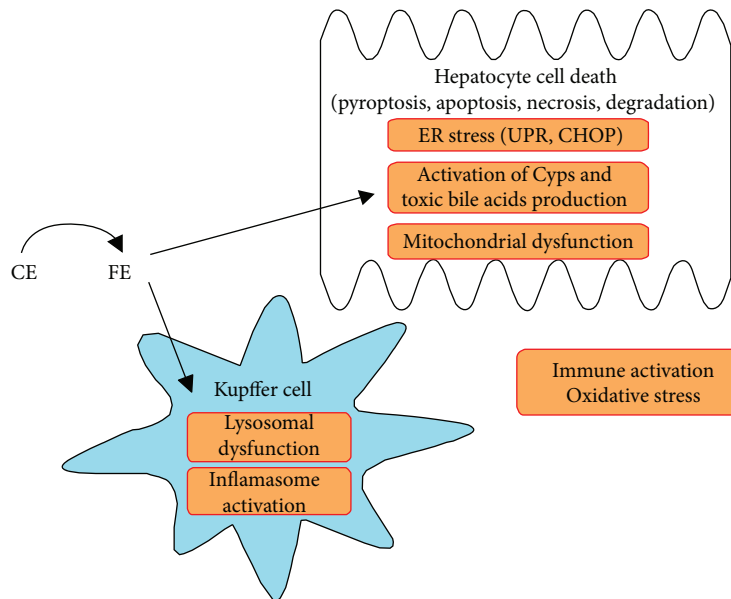 Hepatocyte cell death
(pyroptosis, apoptosis, necrosis, degradation)
ER stress (UPR, CHOP)
Activation of Cyps and
toxic bile acids production
Mitochondrial dysfunction
CE
FE
Immune activation
Oxidative stress
Kupffer cell
Lysosomal
dysfunction
Inflamasome
activation